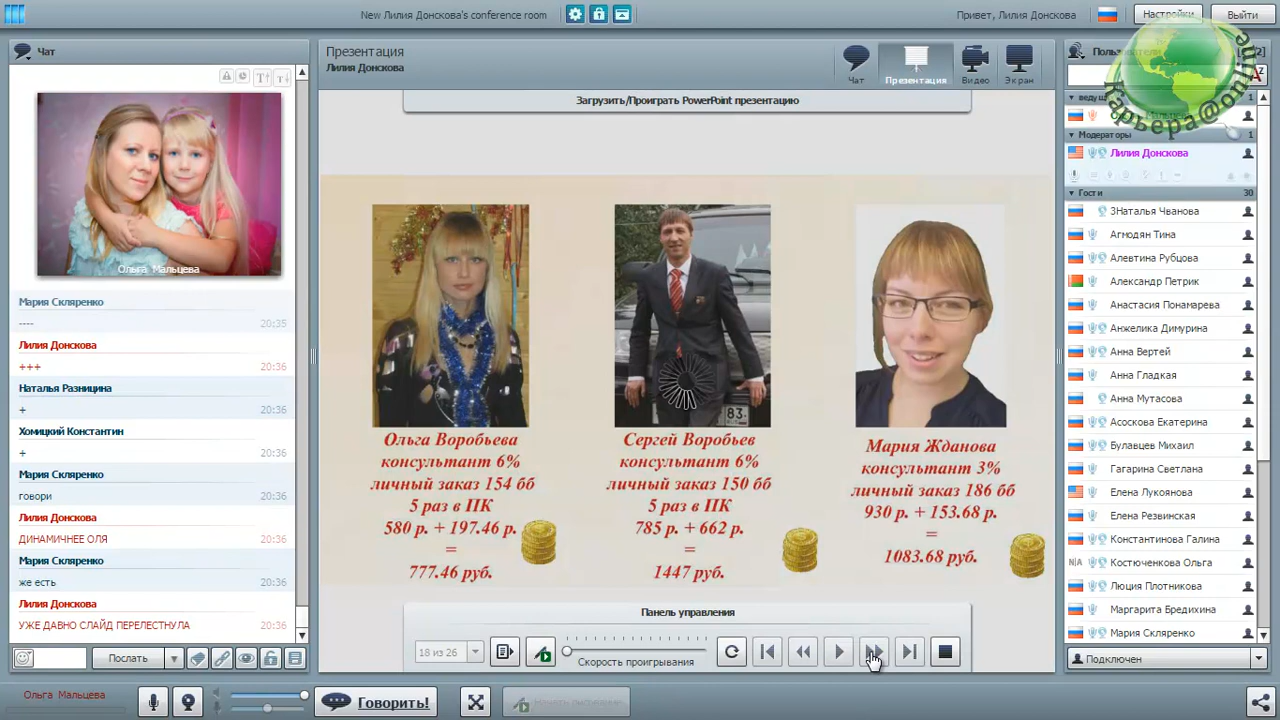 New Лилия Донскова's conference room
Привет, Лилия Донскова
Настройки
Выйти
Чат
Ольга Мальцева
Мария Скляренко
----
20:35
Лилия Донскова
+++
20:36
Наталья Разницина
+
20:36
Хомицкий Константин
+
20:36
Мария Скляренко
говори
20:36
Лилия Донскова
ДИНАМИЧНЕЕ ОЛЯ
20:36
Мария Скляренко
же есть
20:36
Лилия Донскова
УЖЕ ДАВНО СЛАЙД ПЕРЕЛЕСТНУЛА
20:36
Послать
Презентация
Лилия Донскова
Чат
Презентация
Видео
Экран
Загрузить/Проиграть PowerPoint презентацию
Ольга Воробьева
консультант 6%
личный заказ 154 бб
5 раз в ПК
580 р. + 197.46 р.
=
777.46 руб.
Сергей Воробьев
консультант 6%
личный заказ 150 бб
5 раз в ПК
785 р. + 662 р.
=
1447 руб.
Мария Жданова
консультант 3%
личный заказ 186 бб
930 р. + 153.68 р.
=
1083.68 руб.
83
Панель управления
18 из 26
Скорость проигрывания
карьера@online
Модераторы
1
Лилия Донскова
Гости
30
3Наталья Чванова
Агмодян Тина
Алевтина Рубцова
Александр Петрик
Анастасия Понамарева
Анжелика Димурина
Анна Вертей
Анна Гладкая
Анна Мутасова
Асоскова Екатерина
Булавцев Михаил
Гагарина Светлана
Елена Лукоянова
Елена Резвинская
Константинова Галина
N/A Костюченкова Ольга
Люция Плотникова
Маргарита Бредихина
Мария Скляренко
Подключен
Ольга Мальцева
Говорить!